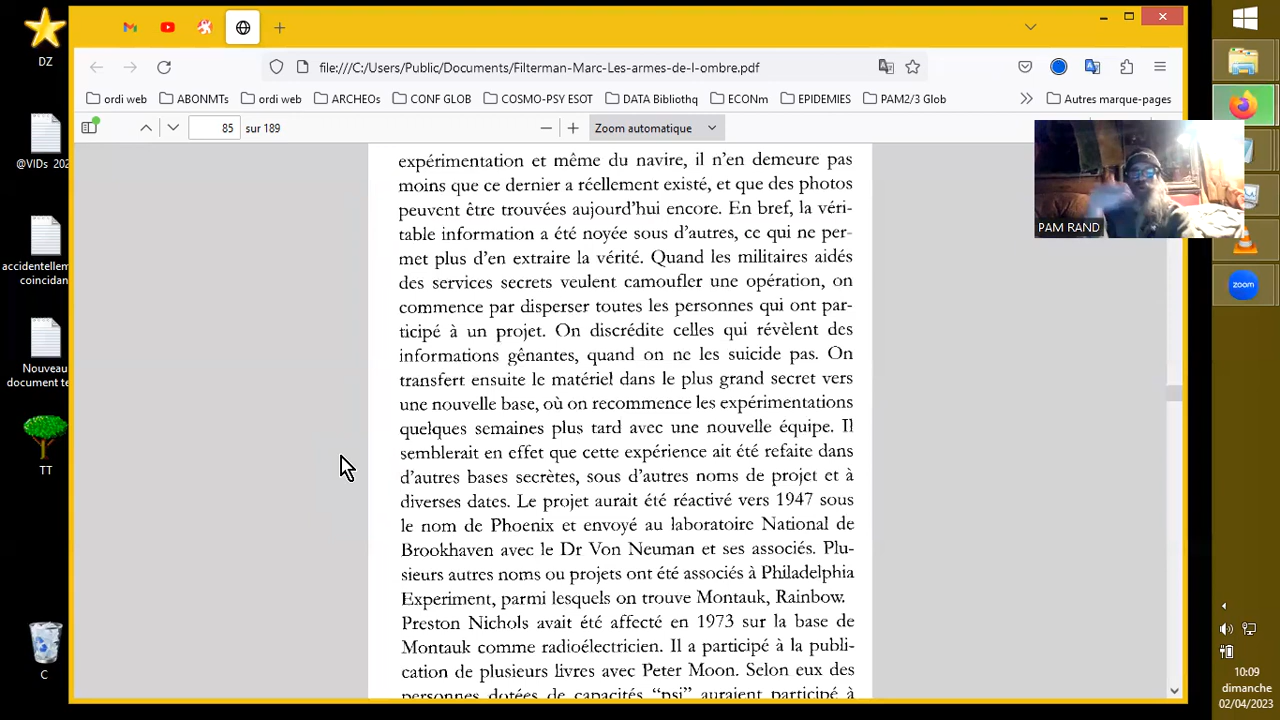 DZ
@VIDs 202
accidentellem
coincidan
Nouveau
document te
TT
C
file:///C:/Users/Public/Documents/Filterman-Marc-Les-armes-de-l-ombre.pdf
ordi web
ABONMTs
ordi web
ARCHEOs
CONF GLOB
COSMO-PSY ESOT
DATA Bibliothq
ECONm
EPIDEMIES
PAM2/3 Glob
Autres marque-pages
85 sur 189
Zoom automatique
expérimentation et même du navire, il n'en demeure pas
moins que ce dernier a réellement existé, et que des photos
peuvent être trouvées aujourd'hui encore. En bref, la véri-
table information a été noyée sous d'autres, ce qui ne per-
met plus d'en extraire la vérité. Quand les militaires aidés
des services secrets veulent camoufler une opération, on
commence par disperser toutes les personnes qui ont par-
ticipé à un projet. On discrédite celles qui révèlent des
informations gênantes, quand on ne les suicide pas. On
transfert ensuite le matériel dans le plus grand secret vers
une nouvelle base, où on recommence les expérimentations
quelques semaines plus tard avec une nouvelle équipe. Il
semblerait en effet que cette expérience ait été refaite dans
d'autres bases secrètes, sous d'autres noms de projet et à
diverses dates. Le projet aurait été réactivé vers 1947 sous
le nom de Phoenix et envoyé au laboratoire National de
Brookhaven avec le Dr Von Neuman et ses associés. Plu-
sieurs autres noms ou projets ont été associés à Philadelphia
Experiment, parmi lesquels on trouve Montauk, Rainbow.
Preston Nichols avait été affecté en 1973 sur la base de
Montauk comme radioélectricien. Il a participé à la publi-
cation de plusieurs livres avec Peter Moon. Selon eux des
personnes dotées de capacités "psi" auraient participé à
PAM RAND
zoom
10:09
dimanche
02/04/2023